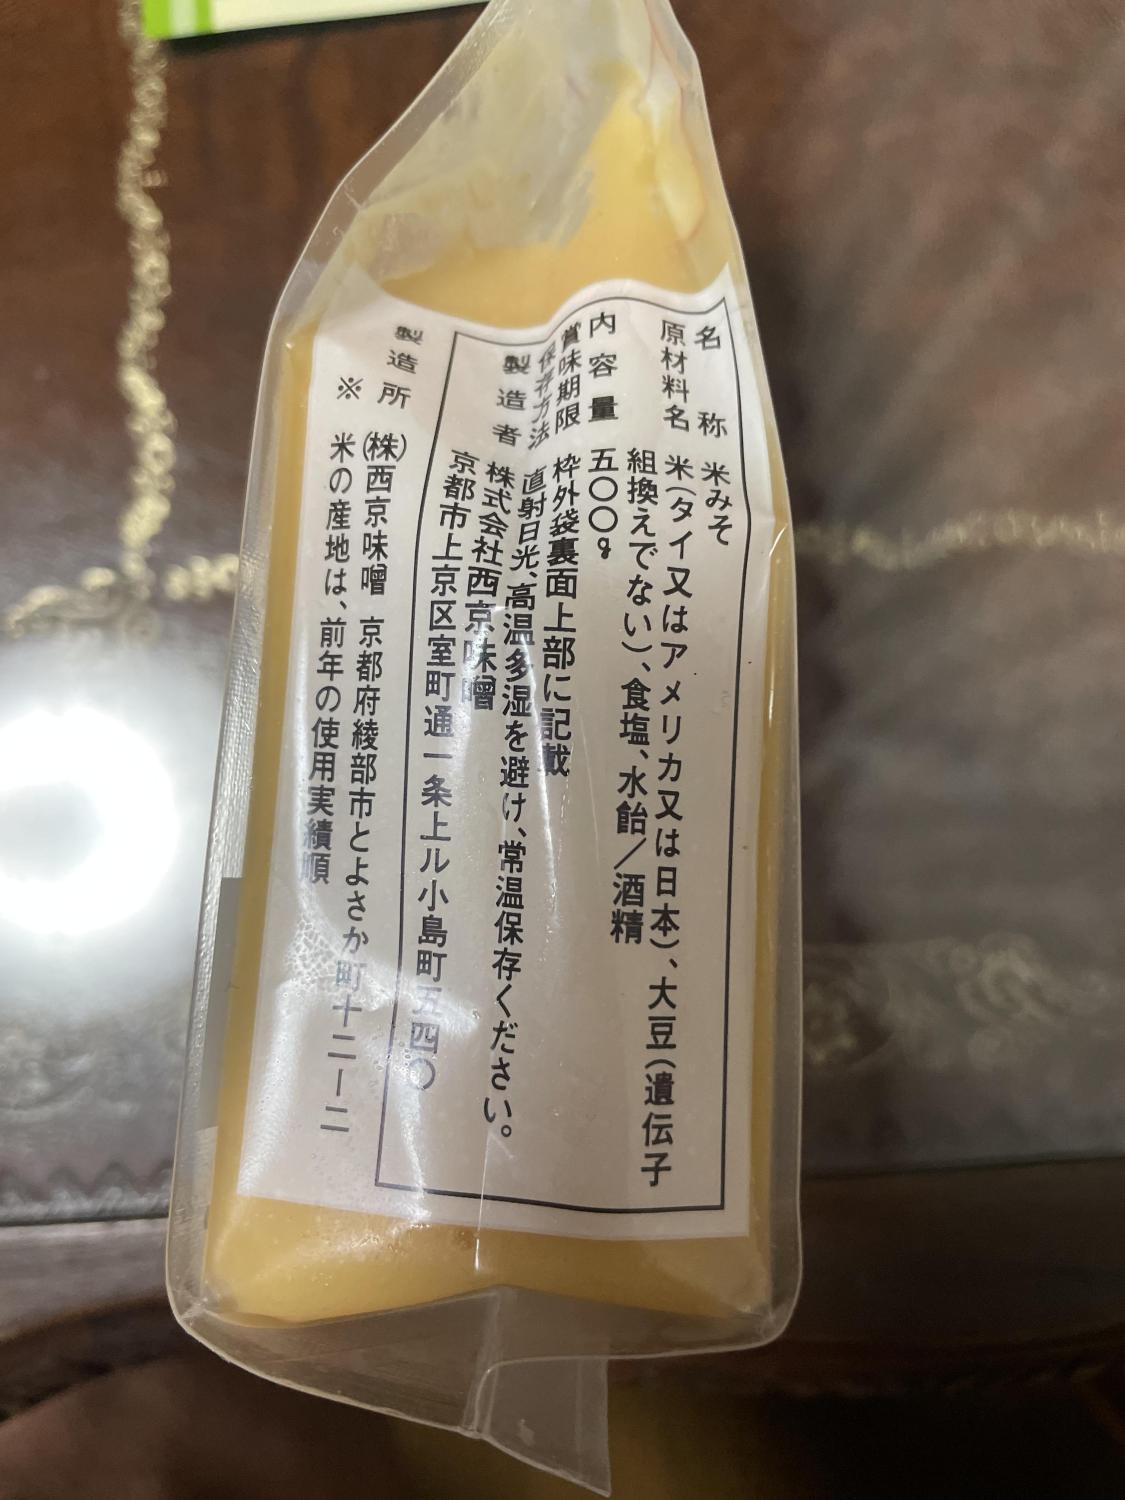 名称 米みそ
原材料名 米(タイ又はアメリカ又は日本)、大豆(遺伝子
組換えでない)、食塩、水飴/酒精
内容量 五〇〇g
賞味期限 枠外袋裏面上部に記載
保存方法 直射日光、高温多湿を避け、常温保存ください。
製造者 株式会社西京味噌
京都市上京区室町通一条上ル小島町五四〇
製造所 (株)西京味噌 京都府綾部市とよさか町十二ー二
※ 米の産地は、前年の使用実績順